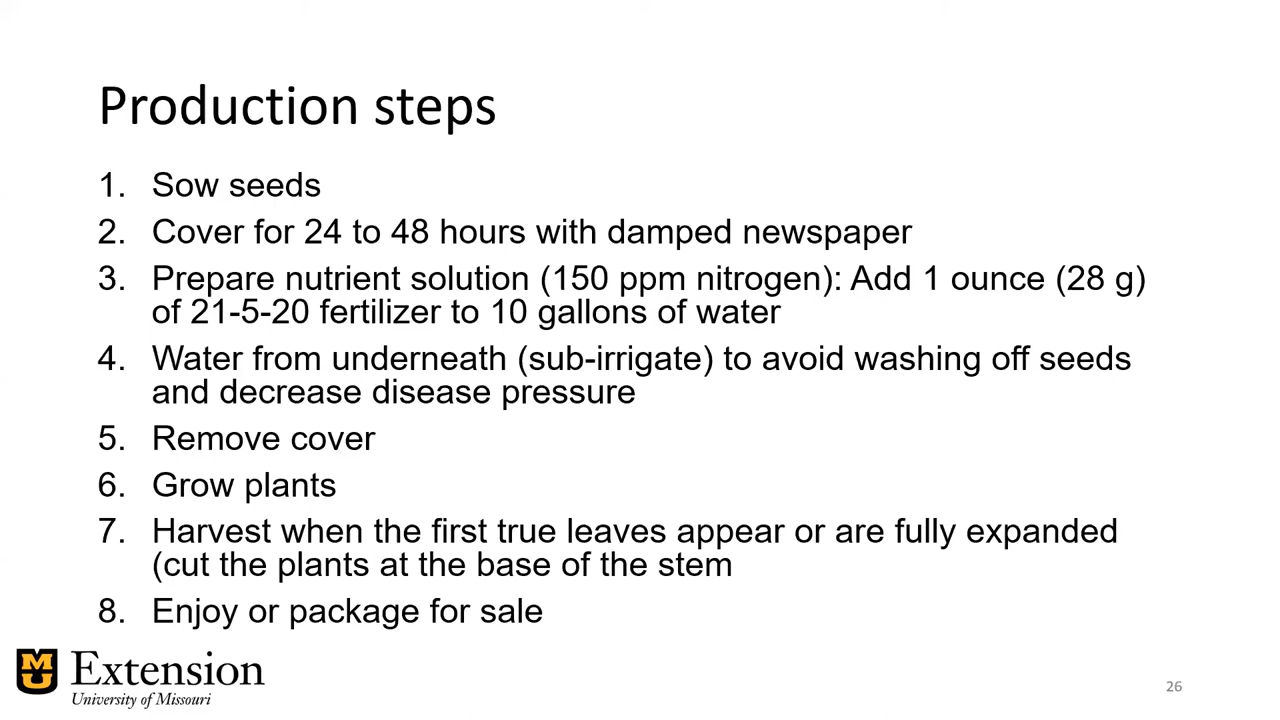 Production steps
1. Sow seeds
2. Cover for 24 to 48 hours with damped newspaper
3. Prepare nutrient solution (150 ppm nitrogen): Add 1 ounce (28 g)
of 21-5-20 fertilizer to 10 gallons of water
4. Water from underneath (sub-irrigate) to avoid washing off seeds
and decrease disease pressure
5. Remove cover
6. Grow plants
7. Harvest when the first true leaves appear or are fully expanded
(cut the plants at the base of the stem
8. Enjoy or package for sale
MU Extension
University of Missouri
26